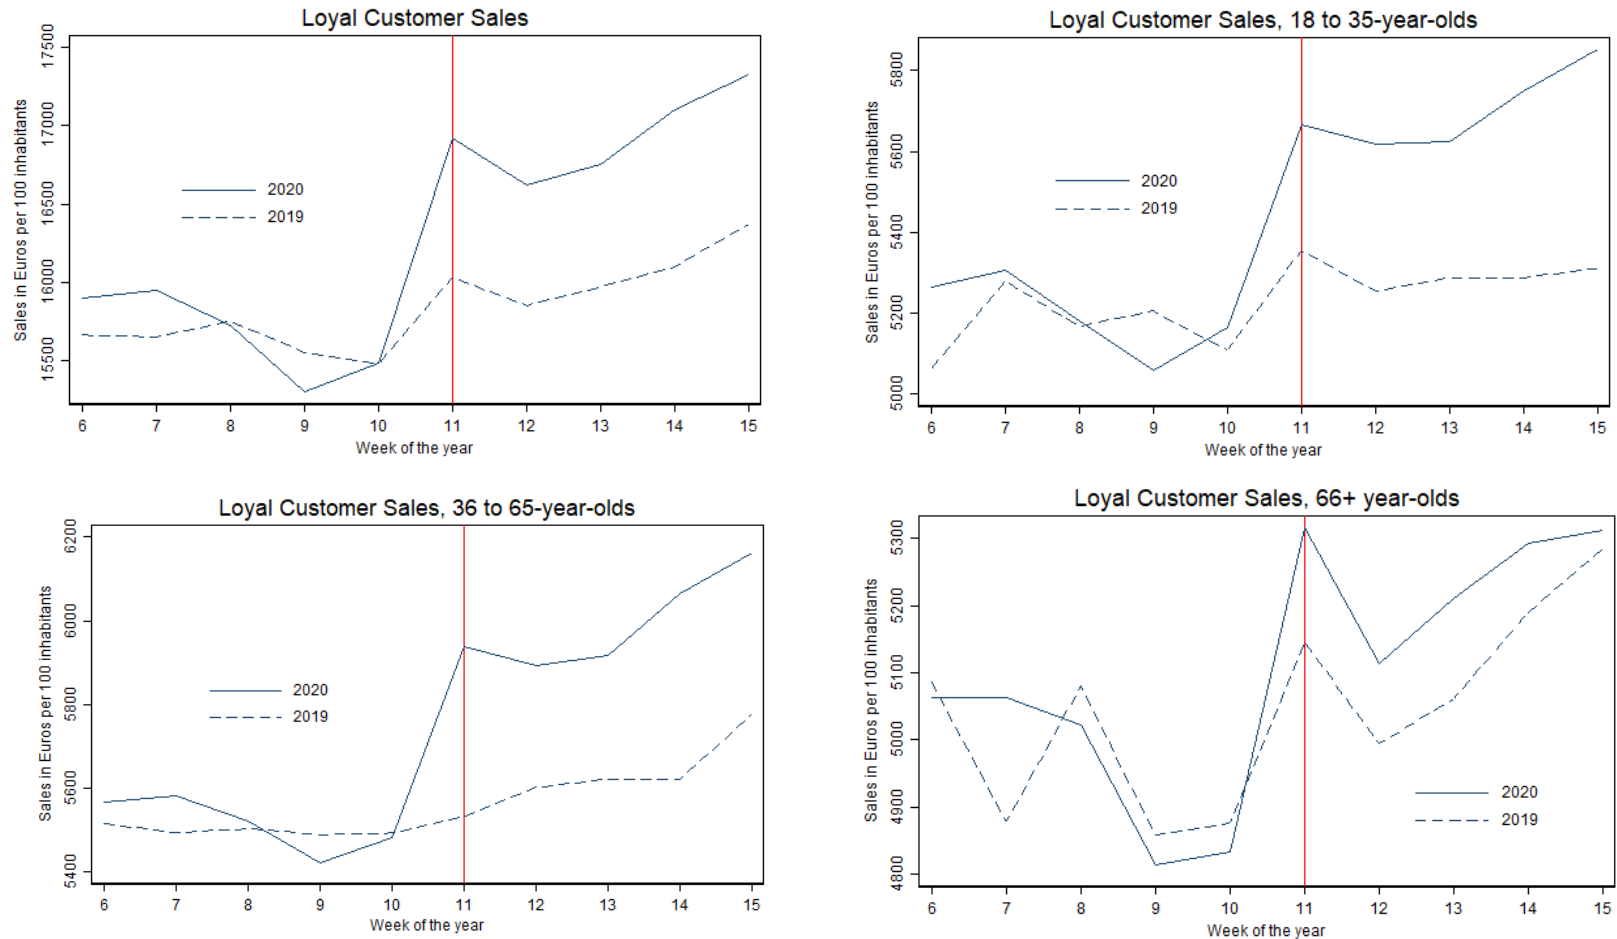 Loyal Customer Sales
Sales in Euros per 100 inhabitants
17500
17000
16500
16000
15500
2020
2019
6 7 8 9 10 11 12 13 14 15
Week of the year
Loyal Customer Sales, 18 to 35-year-olds
Sales in Euros per 100 inhabitants
5800
5600
5400
5200
5000
2020
2019
6 7 8 9 10 11 12 13 14 15
Week of the year
Loyal Customer Sales, 36 to 65-year-olds
Sales in Euros per 100 inhabitants
6200
6000
5800
5600
5400
2020
2019
6 7 8 9 10 11 12 13 14 15
Week of the year
Loyal Customer Sales, 66+ year-olds
Sales in Euros per 100 inhabitants
5300
5200
5100
5000
4900
4800
2020
2019
6 7 8 9 10 11 12 13 14 15
Week of the year